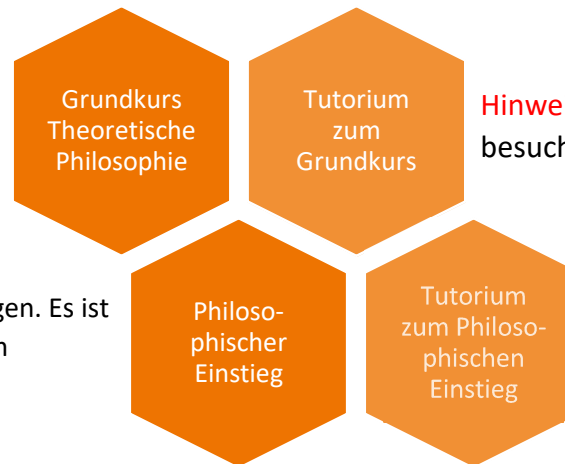 Grundkurs
Theoretische
Philosophie
Tutorium
zum
Grundkurs
Hinwe
besuch
gen. Es ist
Philoso-
phischer
Einstieg
Tutorium
zum Philoso-
phischen
Einstieg